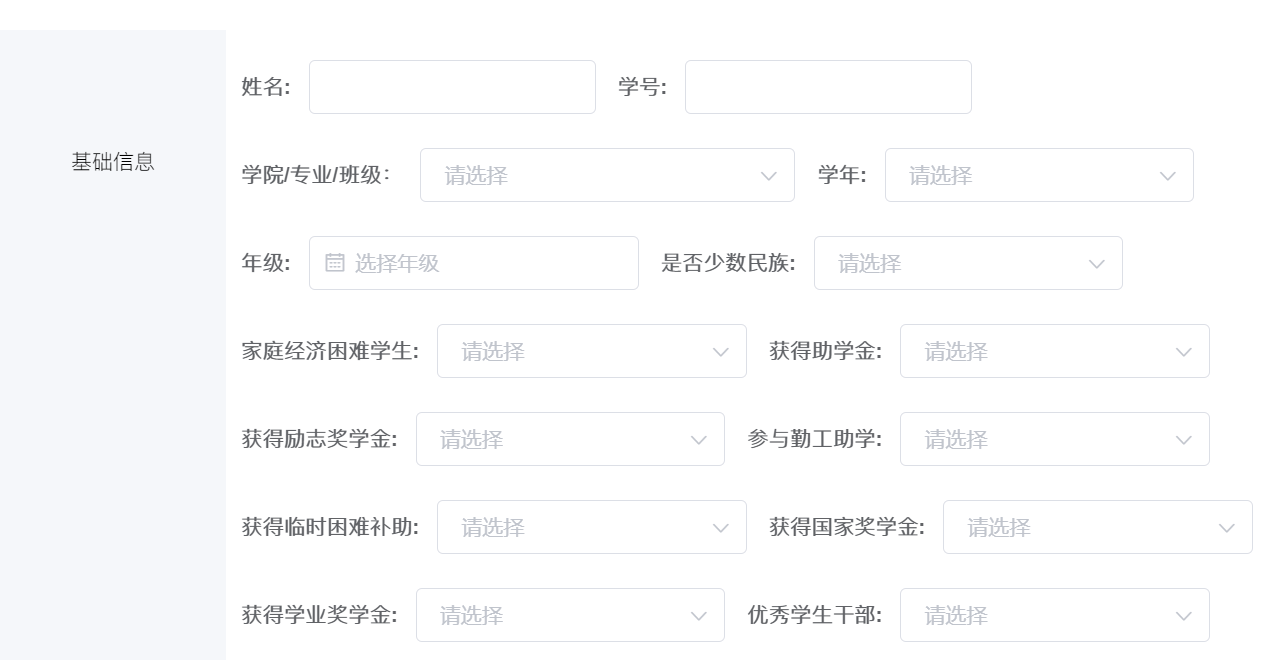 姓名:  学号:
基础信息
学院/专业/班级：  请选择  学年:  请选择
年级:  选择年级  是否少数民族:  请选择
家庭经济困难学生:  请选择  获得助学金:  请选择
获得励志奖学金:  请选择  参与勤工助学:  请选择
获得临时困难补助:  请选择  获得国家奖学金:  请选择
获得学业奖学金:  请选择  优秀学生干部:  请选择